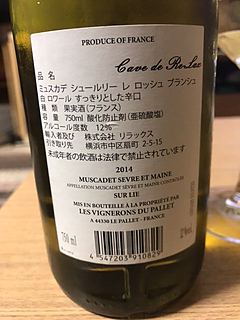 PRODUCE OF FRANCE
Cave de Re-Lax
品 名
ミュスカデ シュールリー レ ロッシュ ブランシュ
白 ロワール すっきりとした辛口
種 類 果実酒(フランス)
容 量 750ml 酸化防止剤(亜硫酸塩)
アルコール度数 12%
輸入者及び 株式会社 リラックス
引き取り先 横浜市中区扇町 2-5-15
未成年者の飲酒は法律で禁止されています
2014
MUSCADET SEVRE ET MAINE
APPELLATION MUSCADET SEVRE ET MAINE CONTRÔLÉE
SUR LIE
MIS EN BOUTEILLE À LA PROPRIÉTÉ PAR
LES VIGNERONS DU PALLET
A 44330 LE PALLET - FRANCE
750 ml
4 547203 910829